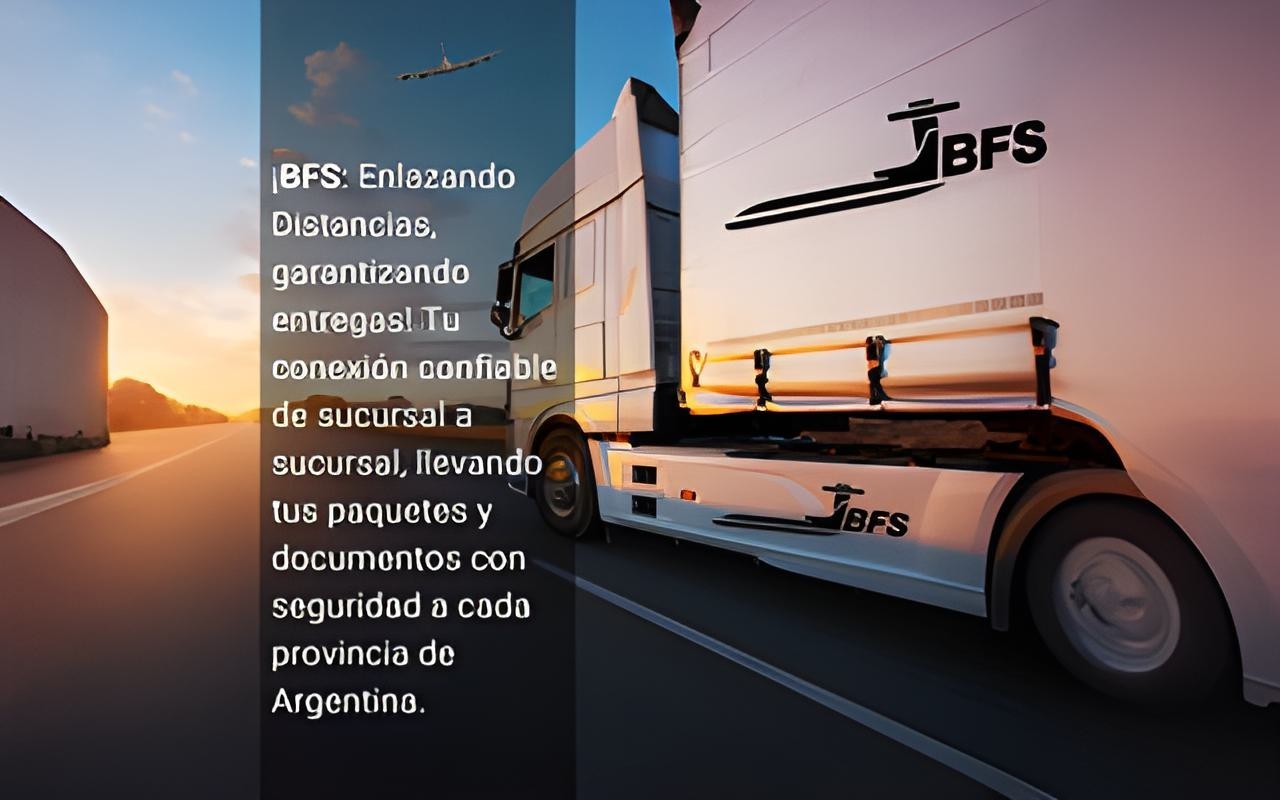 ¡BFS: Enlazando
Distancias,
garantizando
entregas! Tu
conexión confiable
de sucursal a
sucursal, llevando
tus paquetes y
documentos con
seguridad a cada
provincia de
Argentina.
BFS
BFS